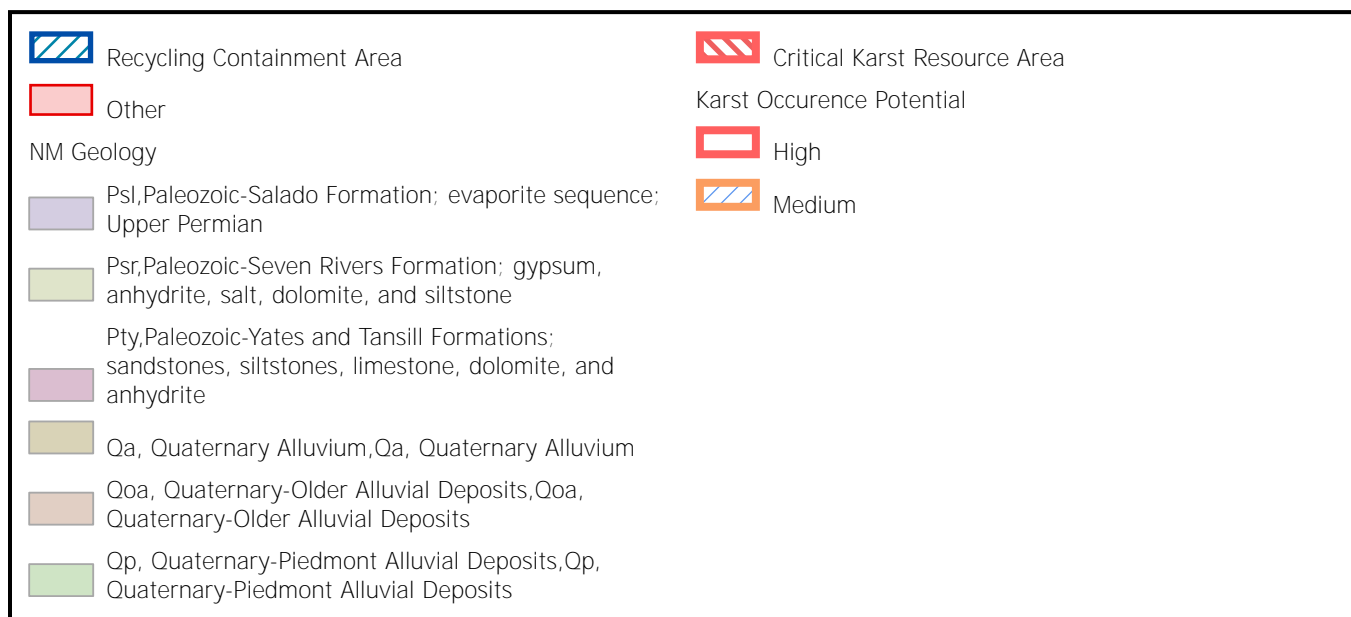 Recycling Containment Area
Other
NM Geology
Psl,Paleozoic-Salado Formation; evaporite sequence;
Upper Permian
Psr,Paleozoic-Seven Rivers Formation; gypsum,
anhydrite, salt, dolomite, and siltstone
Pty,Paleozoic-Yates and Tansill Formations;
sandstones, siltstones, limestone, dolomite, and
anhydrite
Qa, Quaternary Alluvium,Qa, Quaternary Alluvium
Qoa, Quaternary-Older Alluvial Deposits,Qoa,
Quaternary-Older Alluvial Deposits
Qp, Quaternary-Piedmont Alluvial Deposits,Qp,
Quaternary-Piedmont Alluvial Deposits
Critical Karst Resource Area
Karst Occurence Potential
High
Medium